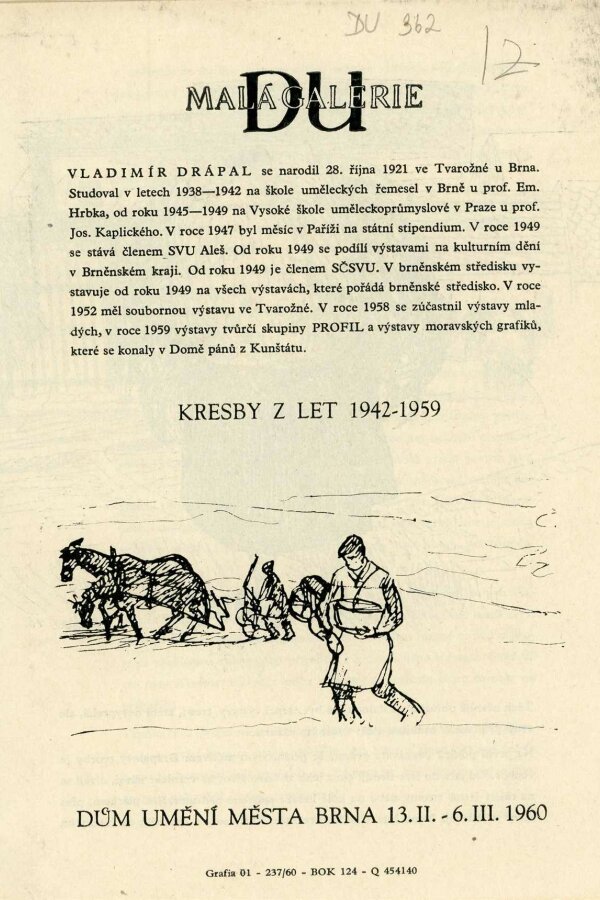 DU 362
12
MALÁ GALERIE
DU
VLADIMÍR DRÁPAL se narodil 28. října 1921 ve Tvarožné u Brna.
Studoval v letech 1938—1942 na škole uměleckých řemesel v Brně u prof. Em.
Hrbka, od roku 1945—1949 na Vysoké škole uměleckoprůmyslové v Praze u prof.
Jos. Kaplického. V roce 1947 byl měsíc v Paříži na státní stipendium. V roce 1949
se stává členem SVU Aleš. Od roku 1949 se podílí výstavami na kulturním dění
v Brněnském kraji. Od roku 1949 je členem SČSVU. V brněnském středisku vy-
stavuje od roku 1949 na všech výstavách, které pořádá brněnské středisko. V roce
1952 měl soubornou výstavu ve Tvarožné. V roce 1958 se zúčastnil výstavy mla-
dých, v roce 1959 výstavy tvůrčí skupiny PROFIL a výstavy moravských grafiků,
které se konaly v Domě pánů z Kunštátu.
KRESBY Z LET 1942-1959
DŮM UMĚNÍ MĚSTA BRNA 13. II. - 6. III. 1960
Grafia 01 - 237/60 - BOK 124 - Q 454140